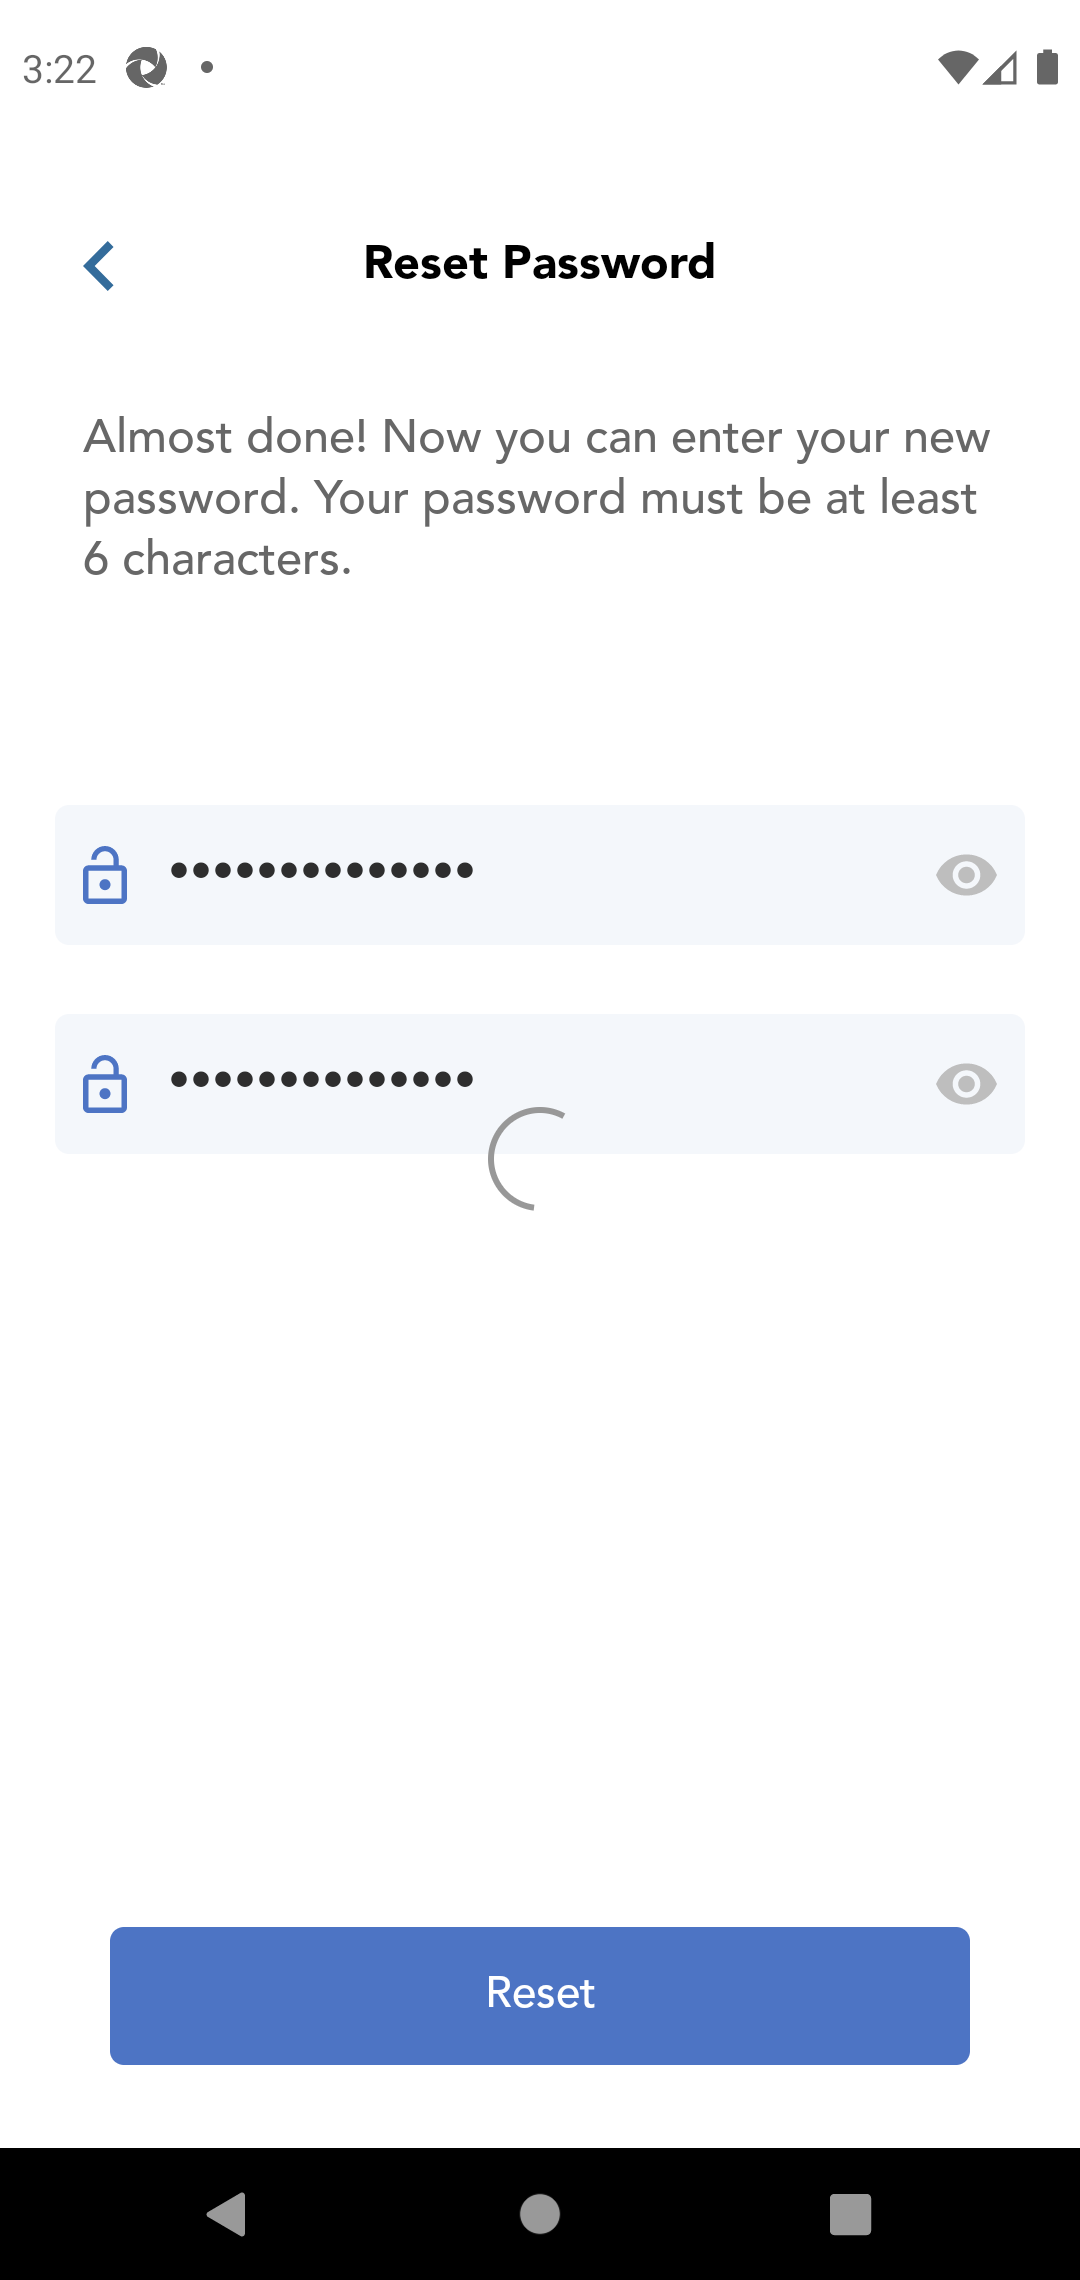 3:22
Reset Password
Almost done! Now you can enter your new
password. Your password must be at least
6 characters.
••••••••••••••
••••••••••••••
Reset